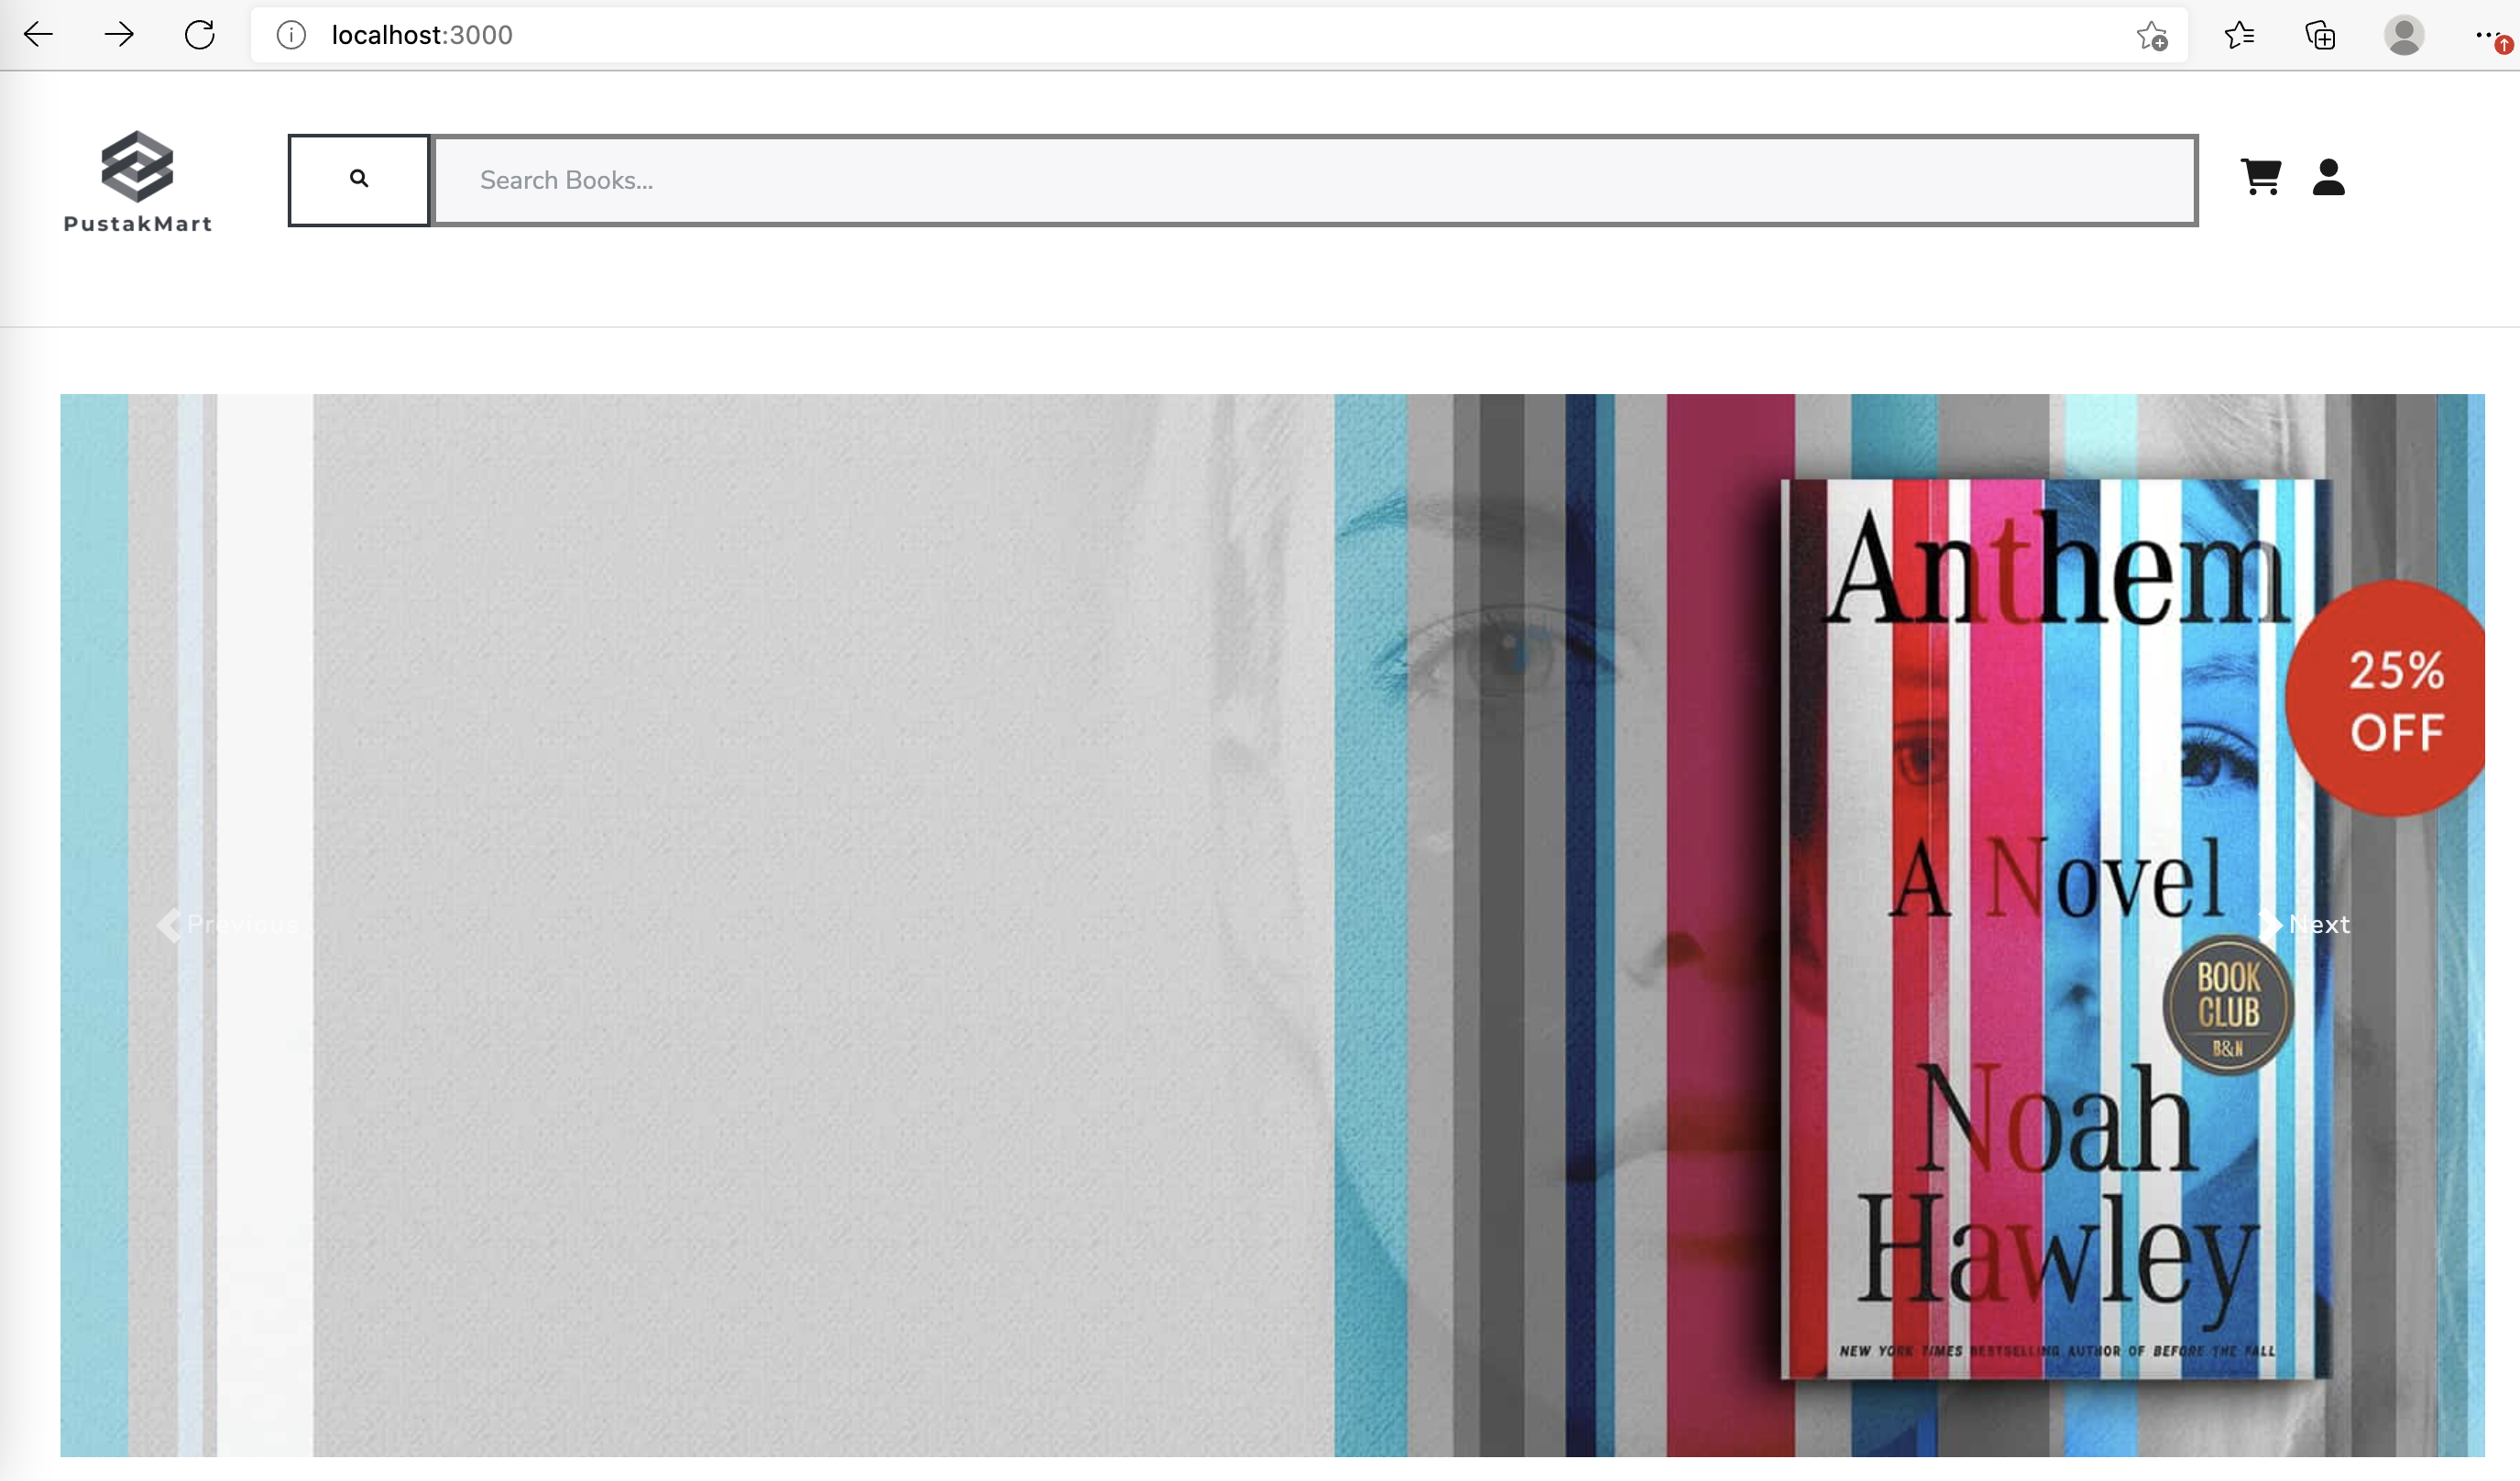 localhost:3000
PustakMart
Search Books...
Anthem
25%
OFF
A Novel
Previous
Next
BOOK
CLUB
B&N
Noah
Hawley
NEW YORK TIMES BESTSELLING AUTHOR OF BEFORE THE FALL